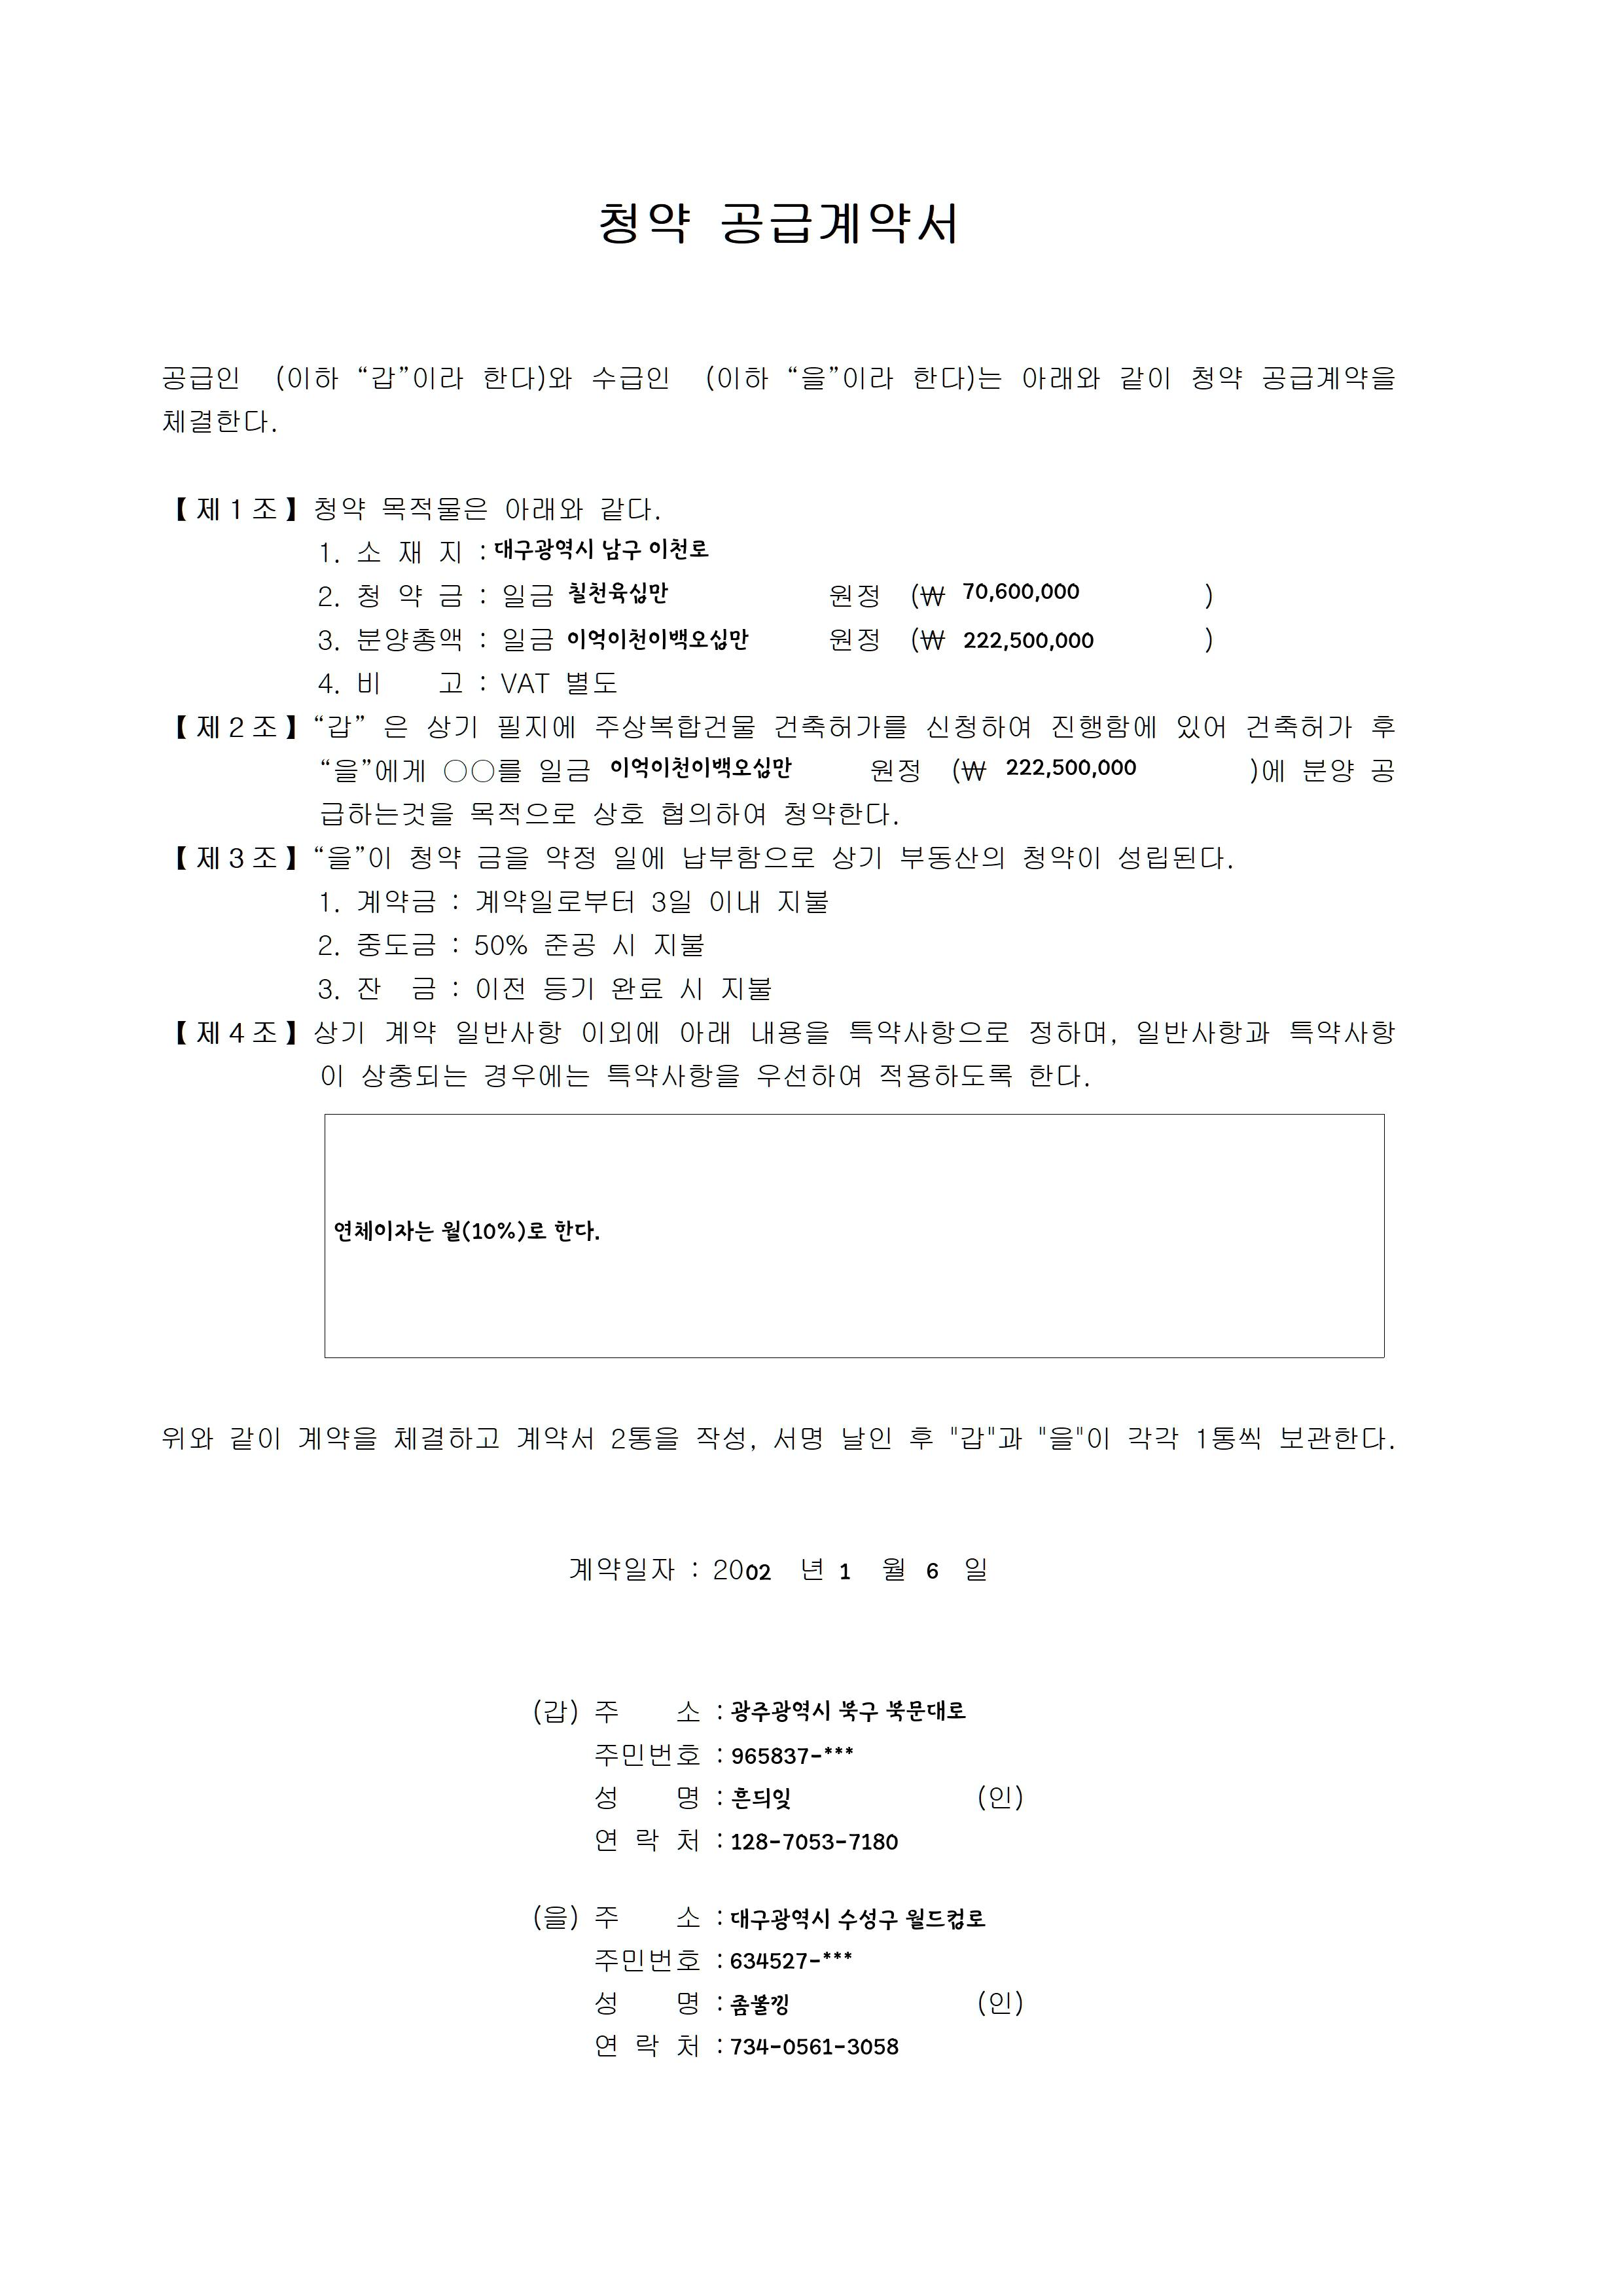 청약 공급계약서
공급인 (이하 “갑”이라 한다)와 수급인 (이하 “을”이라 한다)는 아래와 같이 청약 공급계약을
체결한다.
【제1조】청약 목적물은 아래와 같다.
1. 소 재 지 : 대구광역시 남구 이천로
2. 청 약 금 : 일금 칠천육십만 원정 (₩ 70,600,000 )
3. 분양총액 : 일금 이억이천이백오십만 원정 (₩ 222,500,000 )
4. 비 고 : VAT 별도
【제2조】“갑” 은 상기 필지에 주상복합건물 건축허가를 신청하여 진행함에 있어 건축허가 후
“을”에게 ○○를 일금 이억이천이백오십만 원정 (₩ 222,500,000 )에 분양 공
급하는것을 목적으로 상호 협의하여 청약한다.
【제3조】“을”이 청약 금을 약정 일에 납부함으로 상기 부동산의 청약이 성립된다.
1. 계약금 : 계약일로부터 3일 이내 지불
2. 중도금 : 50% 준공 시 지불
3. 잔 금 : 이전 등기 완료 시 지불
【제4조】상기 계약 일반사항 이외에 아래 내용을 특약사항으로 정하며, 일반사항과 특약사항
이 상충되는 경우에는 특약사항을 우선하여 적용하도록 한다.
연체이자는 월(10%)로 한다.
위와 같이 계약을 체결하고 계약서 2통을 작성, 서명 날인 후 "갑"과 "을"이 각각 1통씩 보관한다.
계약일자 : 2002 년 1 월 6 일
(갑) 주 소 : 광주광역시 북구 북문대로
주민번호 : 965837-***
성 명 : 흔듸잊 (인)
연 락 처 : 128-7053-7180
(을) 주 소 : 대구광역시 수성구 월드컵로
주민번호 : 634527-***
성 명 : 좀볼낑 (인)
연 락 처 : 734-0561-3058